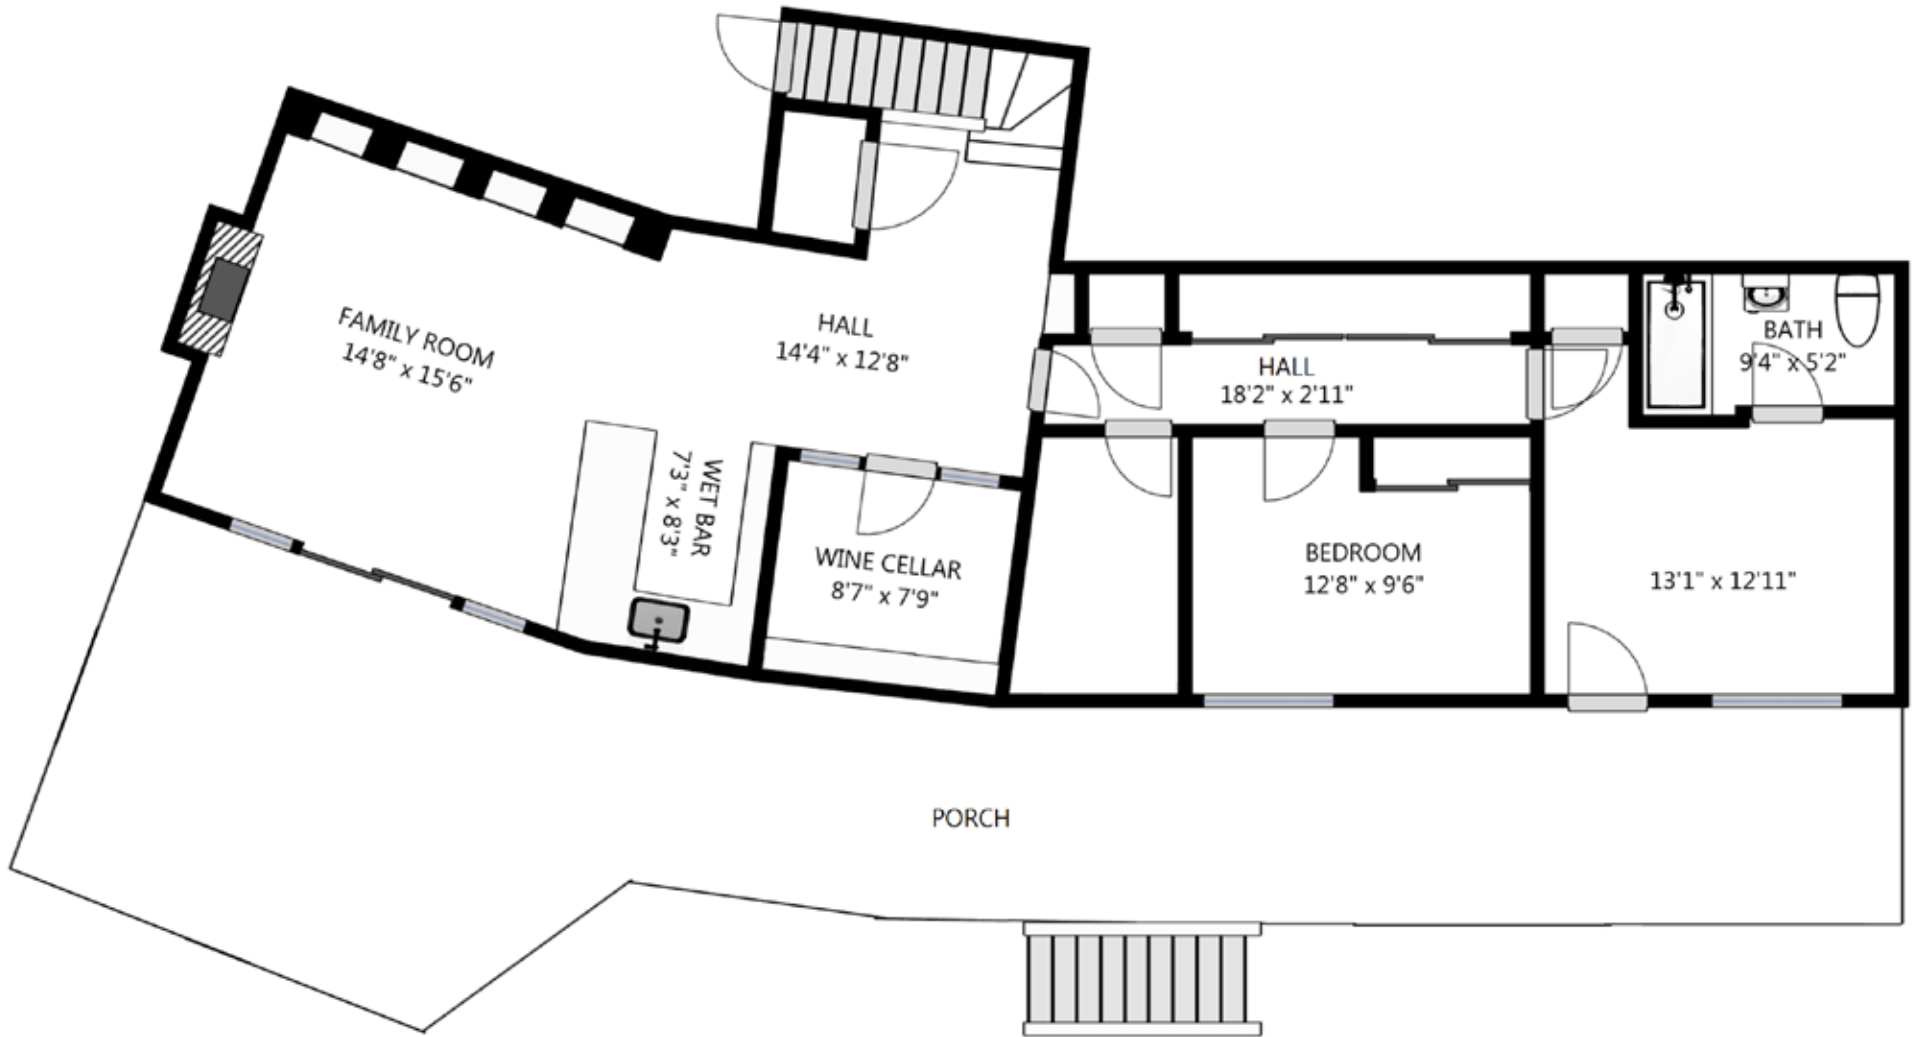 FAMILY ROOM
14'8" x 15'6"
HALL
14'4" x 12'8"
HALL
18'2" x 2'11"
BATH
9'4" x 5'2"
WET BAR
7'3" x 8'3"
WINE CELLAR
8'7" x 7'9"
BEDROOM
12'8" x 9'6"
13'1" x 12'11"
PORCH